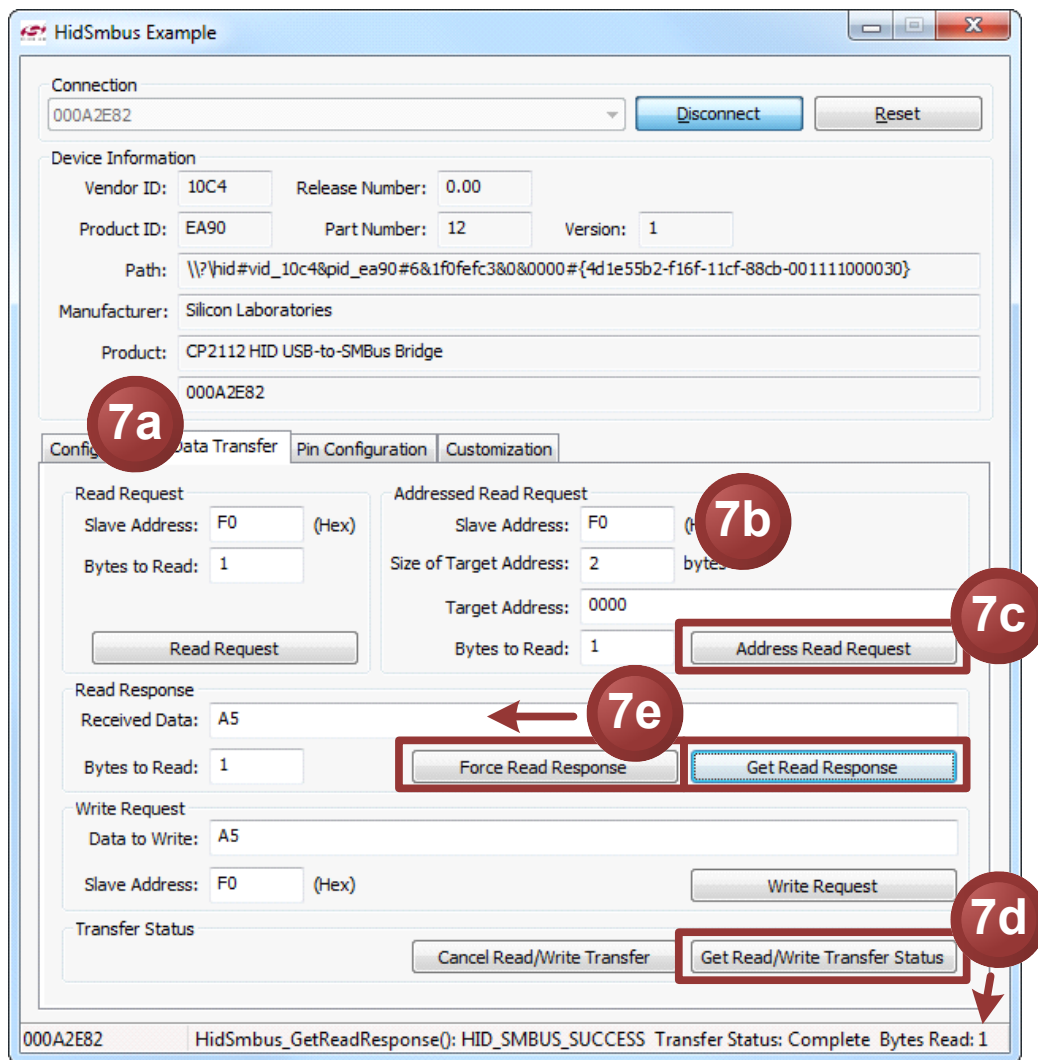 HidSmbus Example
Connection
000A2E82
Disconnect
Reset
Device Information
Vendor ID: 10C4 Release Number: 0.00
Product ID: EA90 Part Number: 12 Version: 1
Path: \\?\hid#vid_10c4&pid_ea90#6&1f0fefc3&0&0000#{4d1e55b2-f16f-11cf-88cb-001111000030}
Manufacturer: Silicon Laboratories
Product: CP2112 HID USB-to-SMBus Bridge
000A2E82
7a
Data Transfer Pin Configuration Customization
Read Request
Slave Address: F0 (Hex)
Bytes to Read: 1
Read Request
Addressed Read Request
Slave Address: F0
7b
Size of Target Address: 2 bytes
Target Address: 0000
7c
Bytes to Read: 1 Address Read Request
Read Response
Received Data: A5
7e
Bytes to Read: 1 Force Read Response Get Read Response
Write Request
Data to Write: A5
Slave Address: F0 (Hex) Write Request
7d
Transfer Status
Cancel Read/Write Transfer Get Read/Write Transfer Status
000A2E82 HidSmbus_GetReadResponse(): HID_SMBUS_SUCCESS Transfer Status: Complete Bytes Read: 1